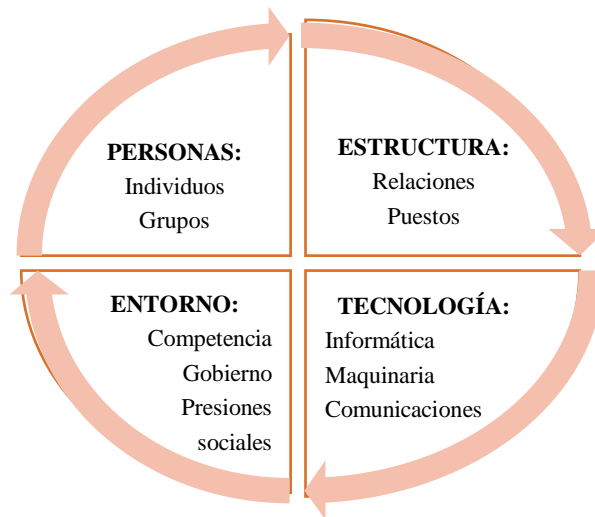 PERSONAS:
Individuos
Grupos
ESTRUCTURA:
Relaciones
Puestos
ENTORNO:
Competencia
Gobierno
Presiones
sociales
TECNOLOGÍA:
Informática
Maquinaria
Comunicaciones